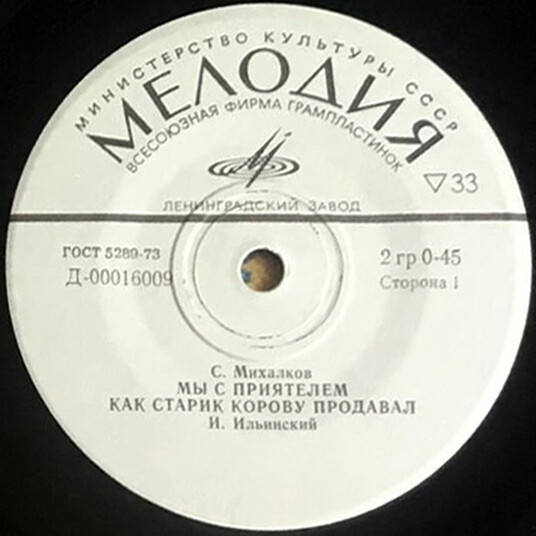 МИНИСТЕРСТВО КУЛЬТУРЫ СССР
МЕЛОДИЯ
ВСЕСОЮЗНАЯ ФИРМА ГРАМПЛАСТИНОК
ЛЕНИНГРАДСКИЙ ЗАВОД
▽33
ГОСТ 5289-73
Д-00016009
2 гр 0-45
Сторона 1
С. Михалков
МЫ С ПРИЯТЕЛЕМ
КАК СТАРИК КОРОВУ ПРОДАВАЛ
И. Ильинский